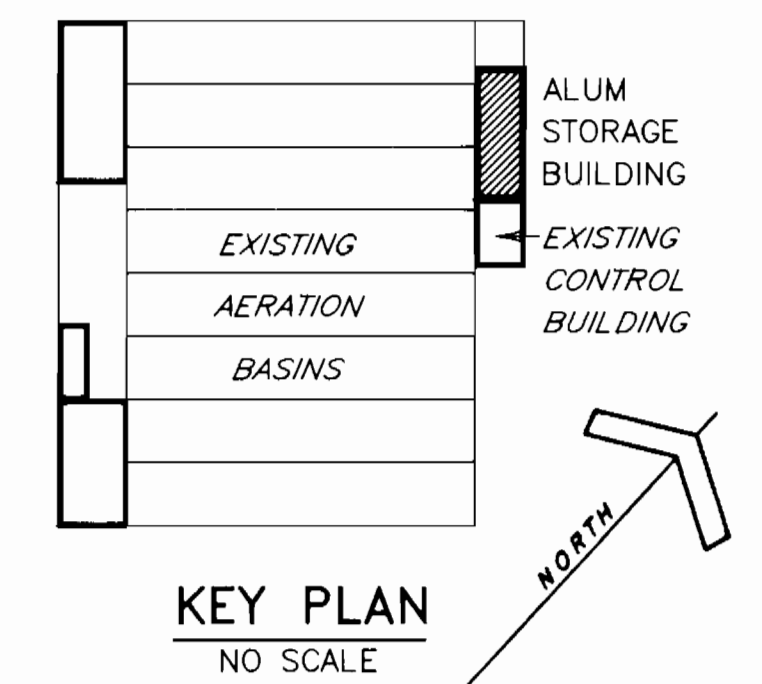 ALUM
STORAGE
BUILDING
EXISTING
AERATION
BASINS
EXISTING
CONTROL
BUILDING
NORTH
KEY PLAN
NO SCALE